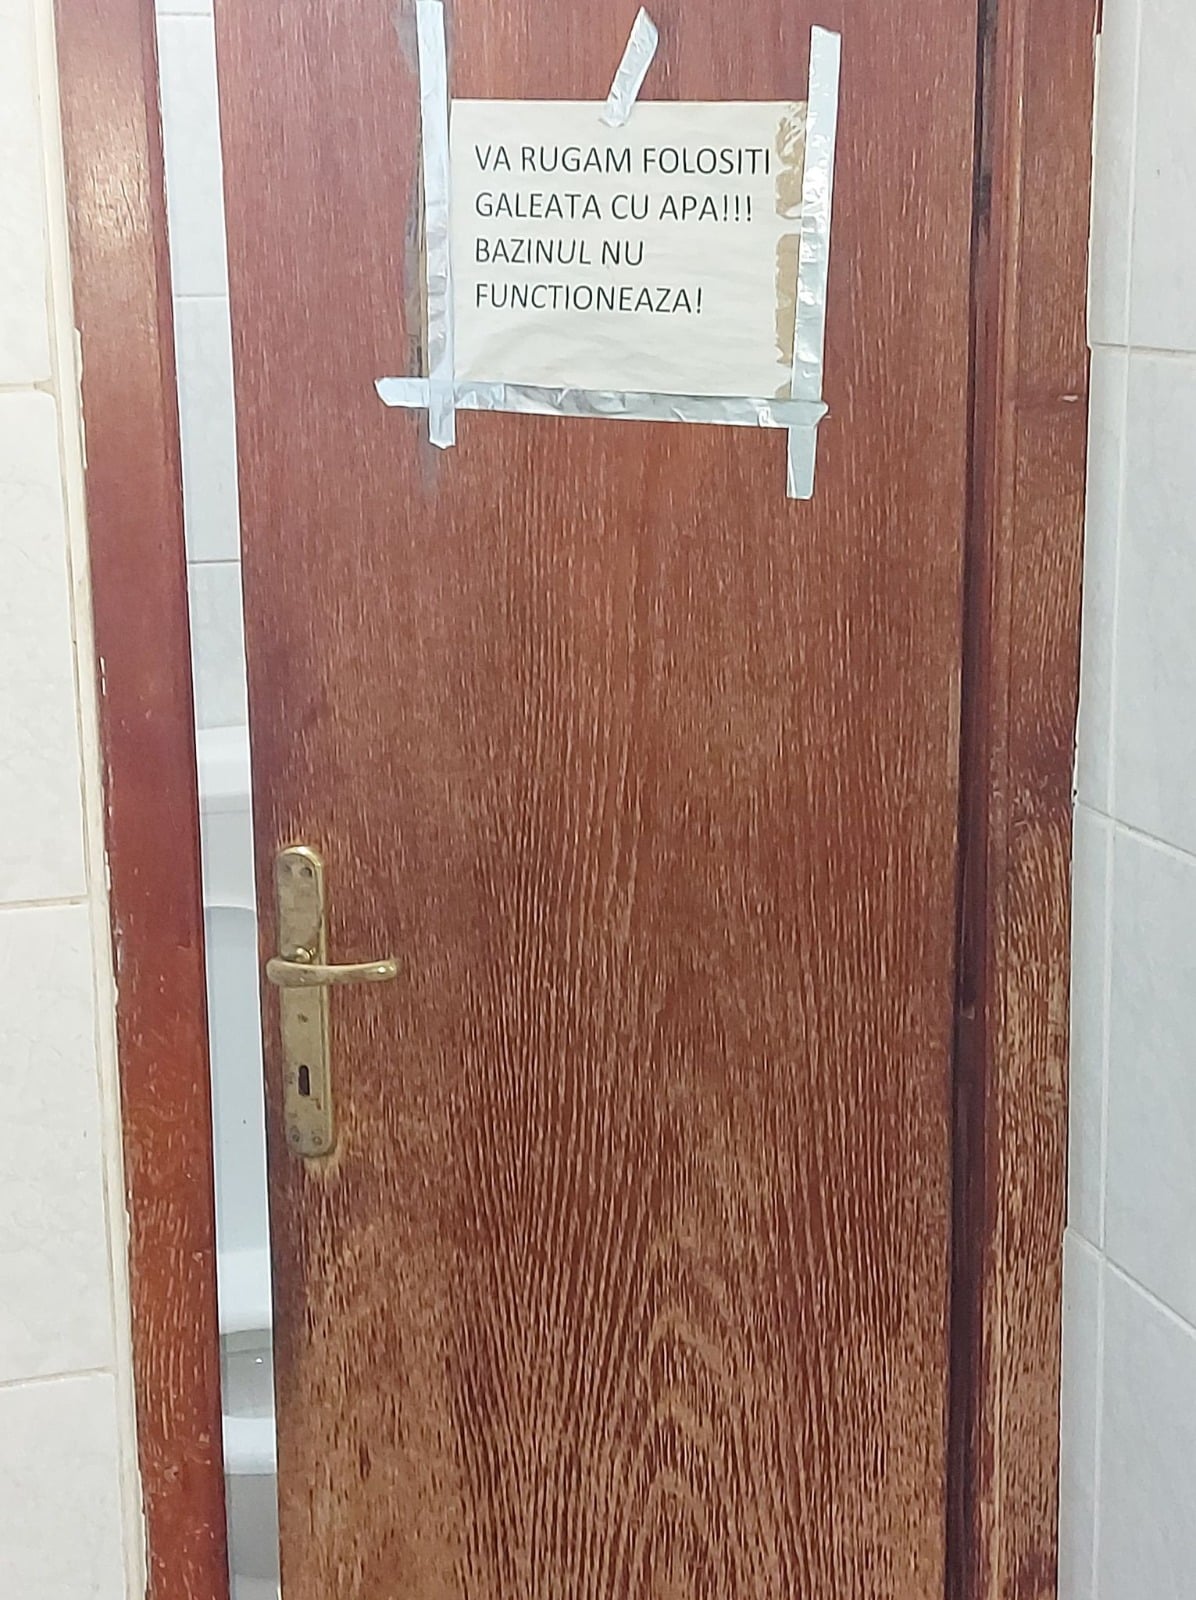 VA RUGAM FOLOSITI
GALEATA CU APA!!!
BAZINUL NU
FUNCTIONEAZA!